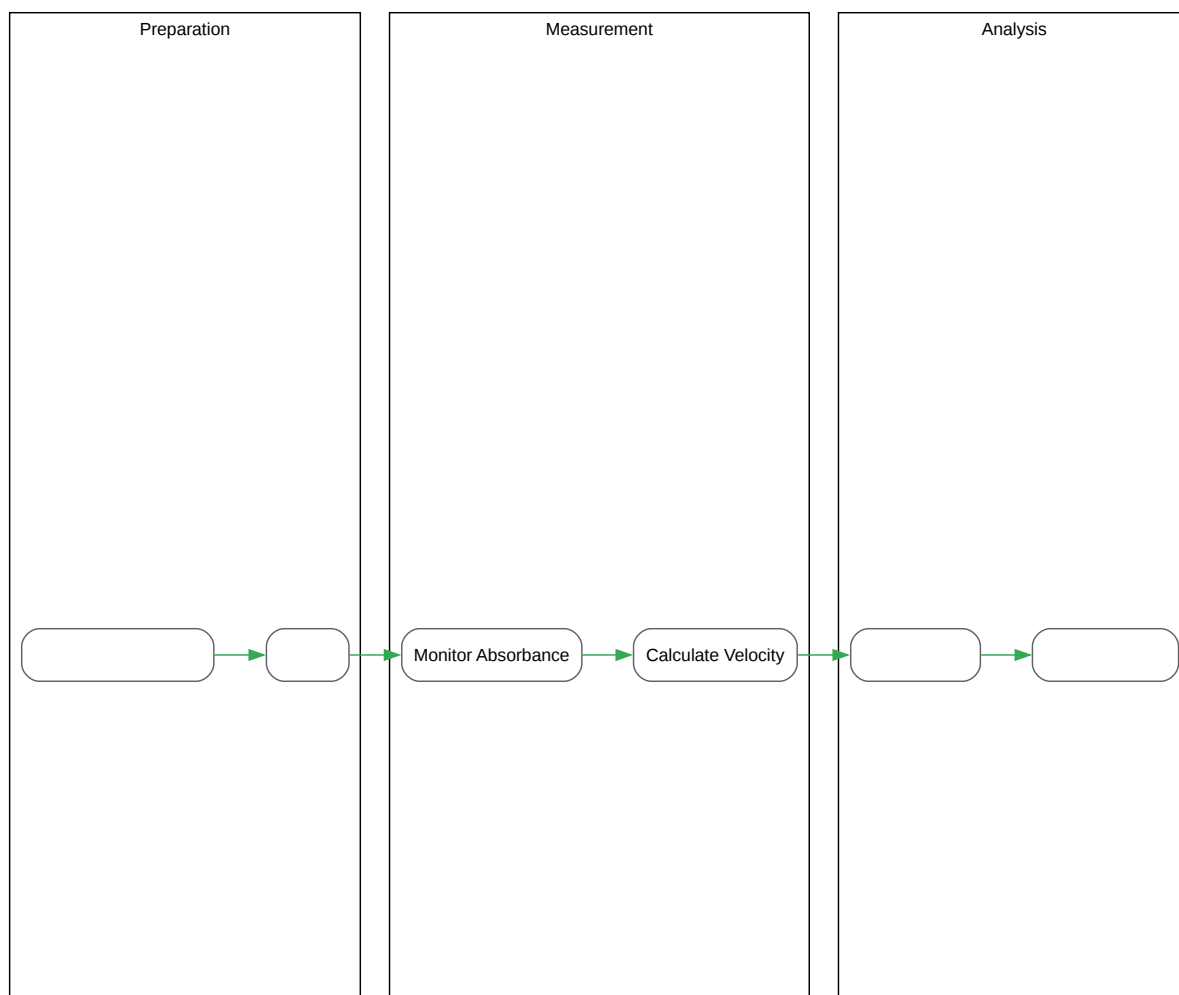 Preparation
Measurement
Analysis
Monitor Absorbance
Calculate Velocity